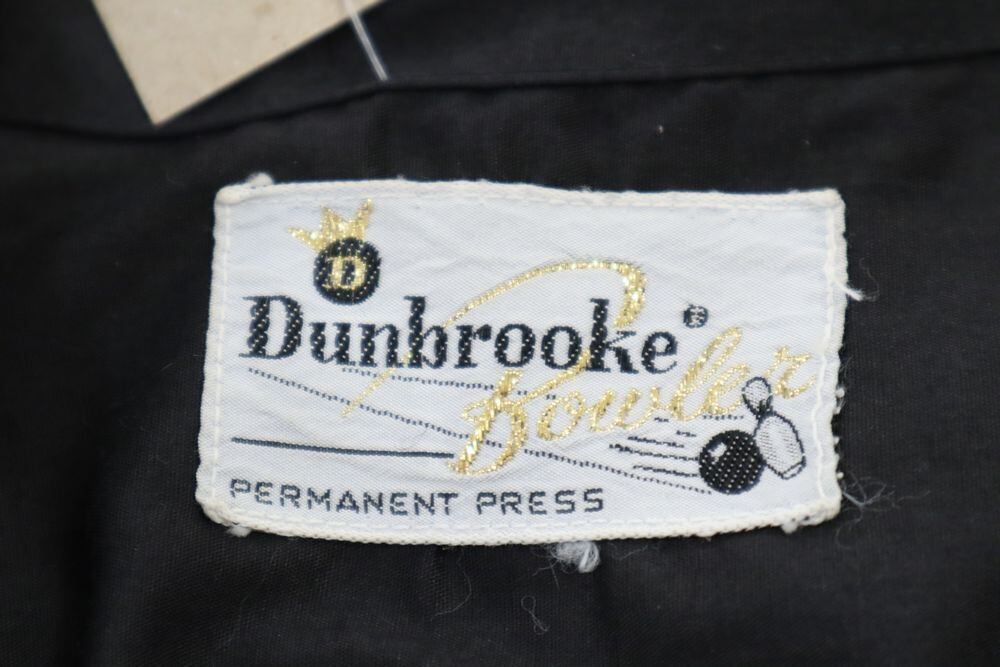 D
Dunbrooke®
Bowler
PERMANENT PRESS